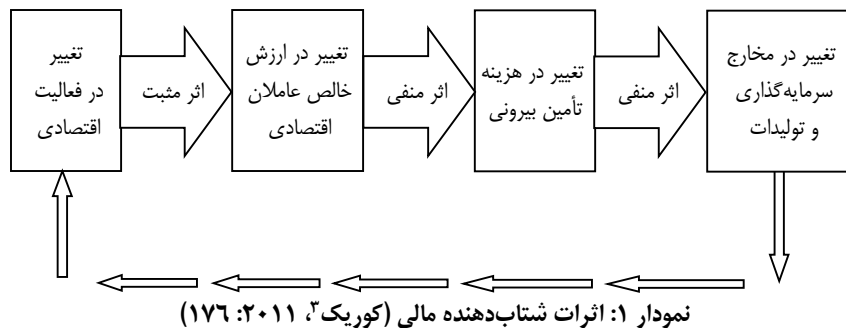 تغییر
در فعالیت
اقتصادی
اثر مثبت
تغییر در ارزش
خالص عاملان
اقتصادی
اثر منفی
تغییر در هزینه
تأمین بیرونی
اثر منفی
تغییر در مخارج
سرمایه‌گذاری
و تولیدات
نمودار ۱: اثرات شتاب‌دهنده مالی (کوریک۳، ۲۰۱۱: ۱۷۶)